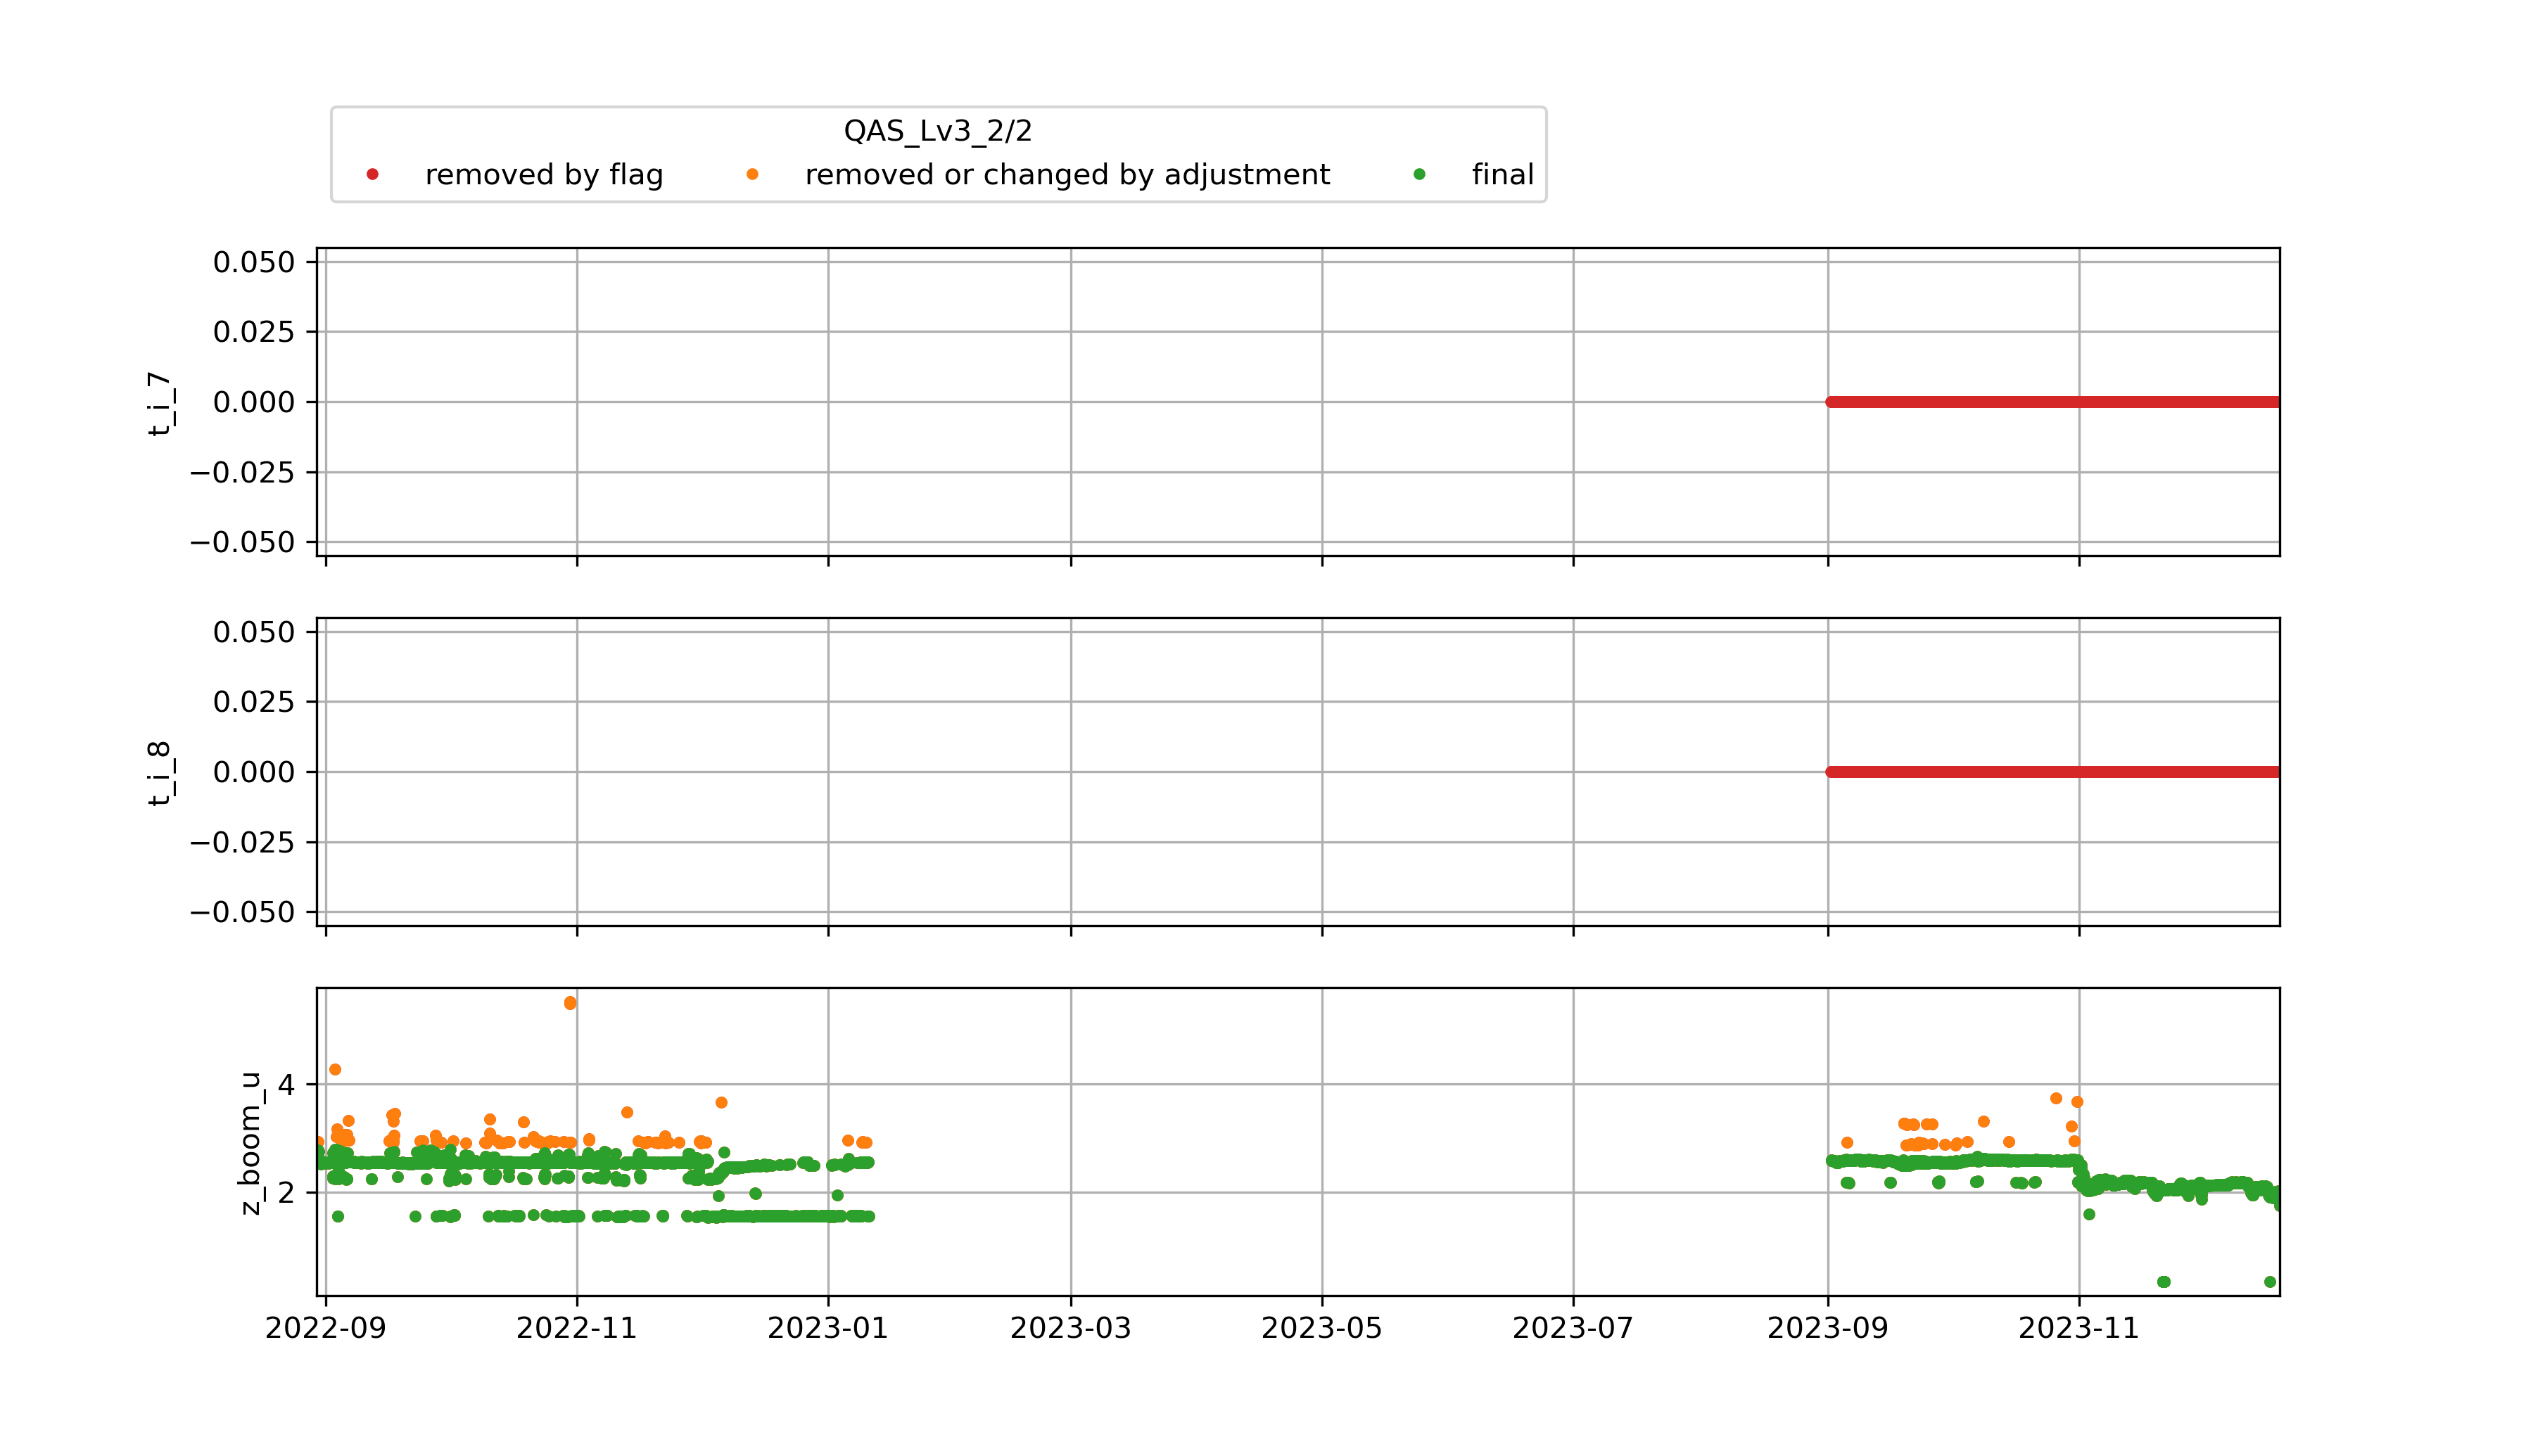 QAS_Lv3_2/2
removed by flag removed or changed by adjustment final
0.050
0.025
0.000
−0.025
−0.050
t_i_7
0.050
0.025
0.000
−0.025
−0.050
t_i_8
4
2
z_boom_u
2022-09 2022-11 2023-01 2023-03 2023-05 2023-07 2023-09 2023-11